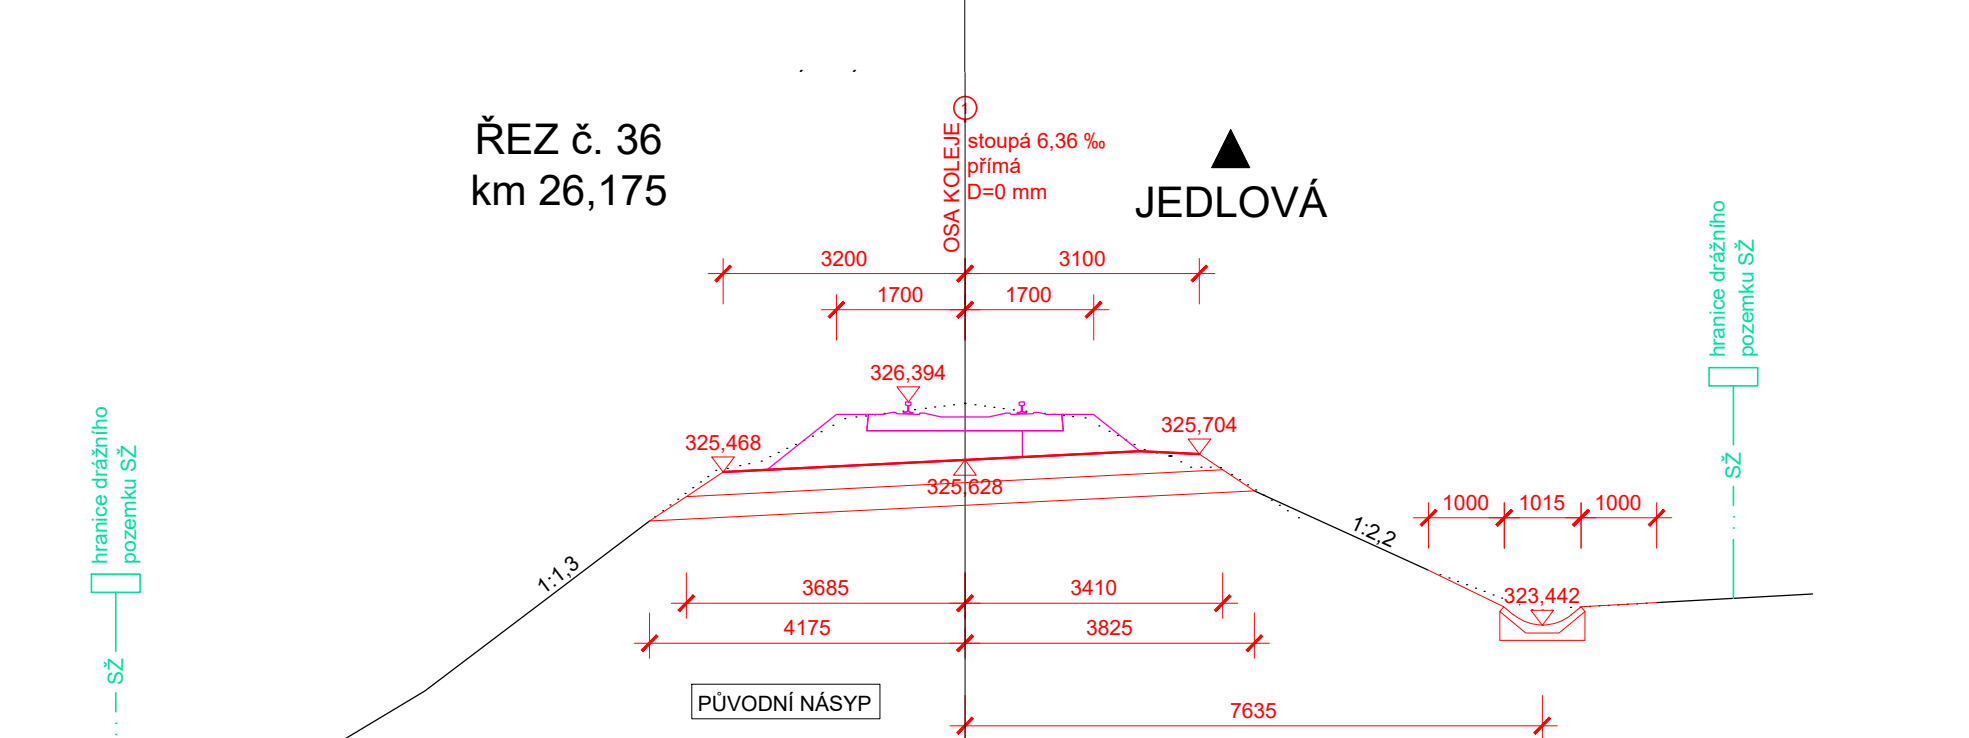 ŘEZ č. 36
km 26,175
1
OSA KOLEJE
stoupá 6,36 ‰
přímá
D=0 mm
JEDLOVÁ
3200
3100
1700
1700
326,394
325,468
325,704
325,628
hranice drážního
pozemku SŽ
SŽ
hranice drážního
pozemku SŽ
SŽ
1:1,3
1:2,2
1000
1015
1000
323,442
3685
3410
4175
3825
PŮVODNÍ NÁSYP
7635